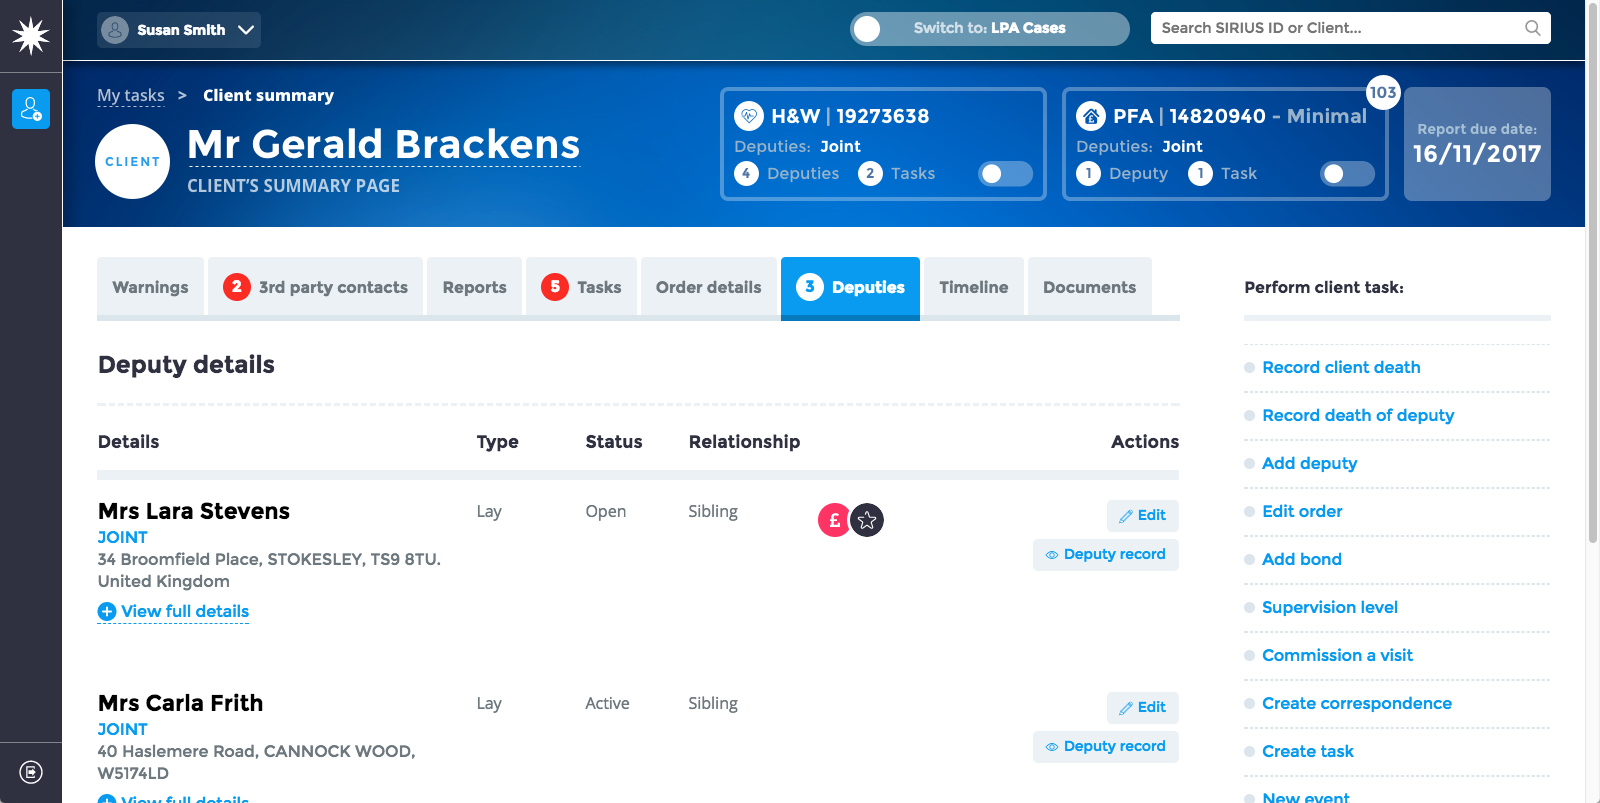 Susan Smith
Switch to: LPA Cases
Search SIRIUS ID or Client...
My tasks > Client summary
CLIENT
Mr Gerald Brackens
CLIENT'S SUMMARY PAGE
H&W | 19273638
Deputies: Joint
4 Deputies 2 Tasks
103
PFA | 14820940 - Minimal
Deputies: Joint
1 Deputy 1 Task
Report due date:
16/11/2017
Warnings
2 3rd party contacts
Reports
5 Tasks
Order details
3 Deputies
Timeline
Documents
Deputy details
Details Type Status Relationship Actions
Mrs Lara Stevens Lay Open Sibling £ Edit
JOINT
34 Broomfield Place, STOKESLEY, TS9 8TU.
United Kingdom
Deputy record
View full details
Mrs Carla Frith Lay Active Sibling Edit
JOINT
40 Haslemere Road, CANNOCK WOOD,
W5174LD
Deputy record
View full details
Perform client task:
Record client death
Record death of deputy
Add deputy
Edit order
Add bond
Supervision level
Commission a visit
Create correspondence
Create task
New event